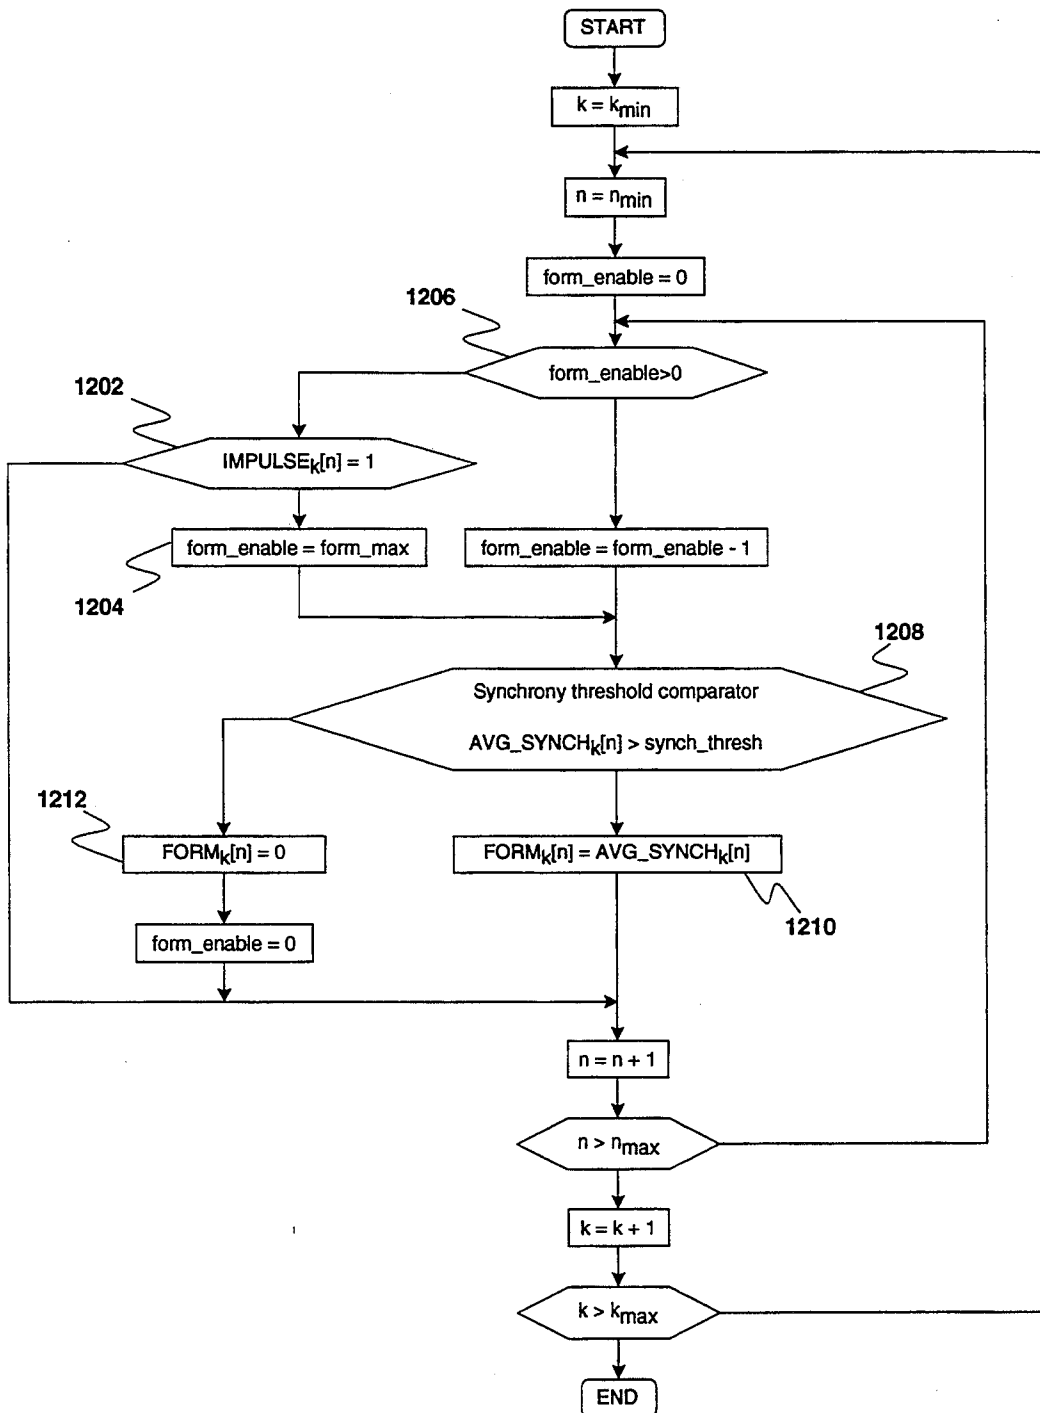 START
k = kmin
n = nmin
form_enable = 0
1206
form_enable>0
1202
IMPULSEk[n] = 1
form_enable = form_max
form_enable = form_enable - 1
1204
1208
Synchrony threshold comparator
AVG_SYNCHk[n] > synch_thresh
1212
FORMk[n] = 0
FORMk[n] = AVG_SYNCHk[n]
1210
form_enable = 0
n = n + 1
n > nmax
k = k + 1
k > kmax
END